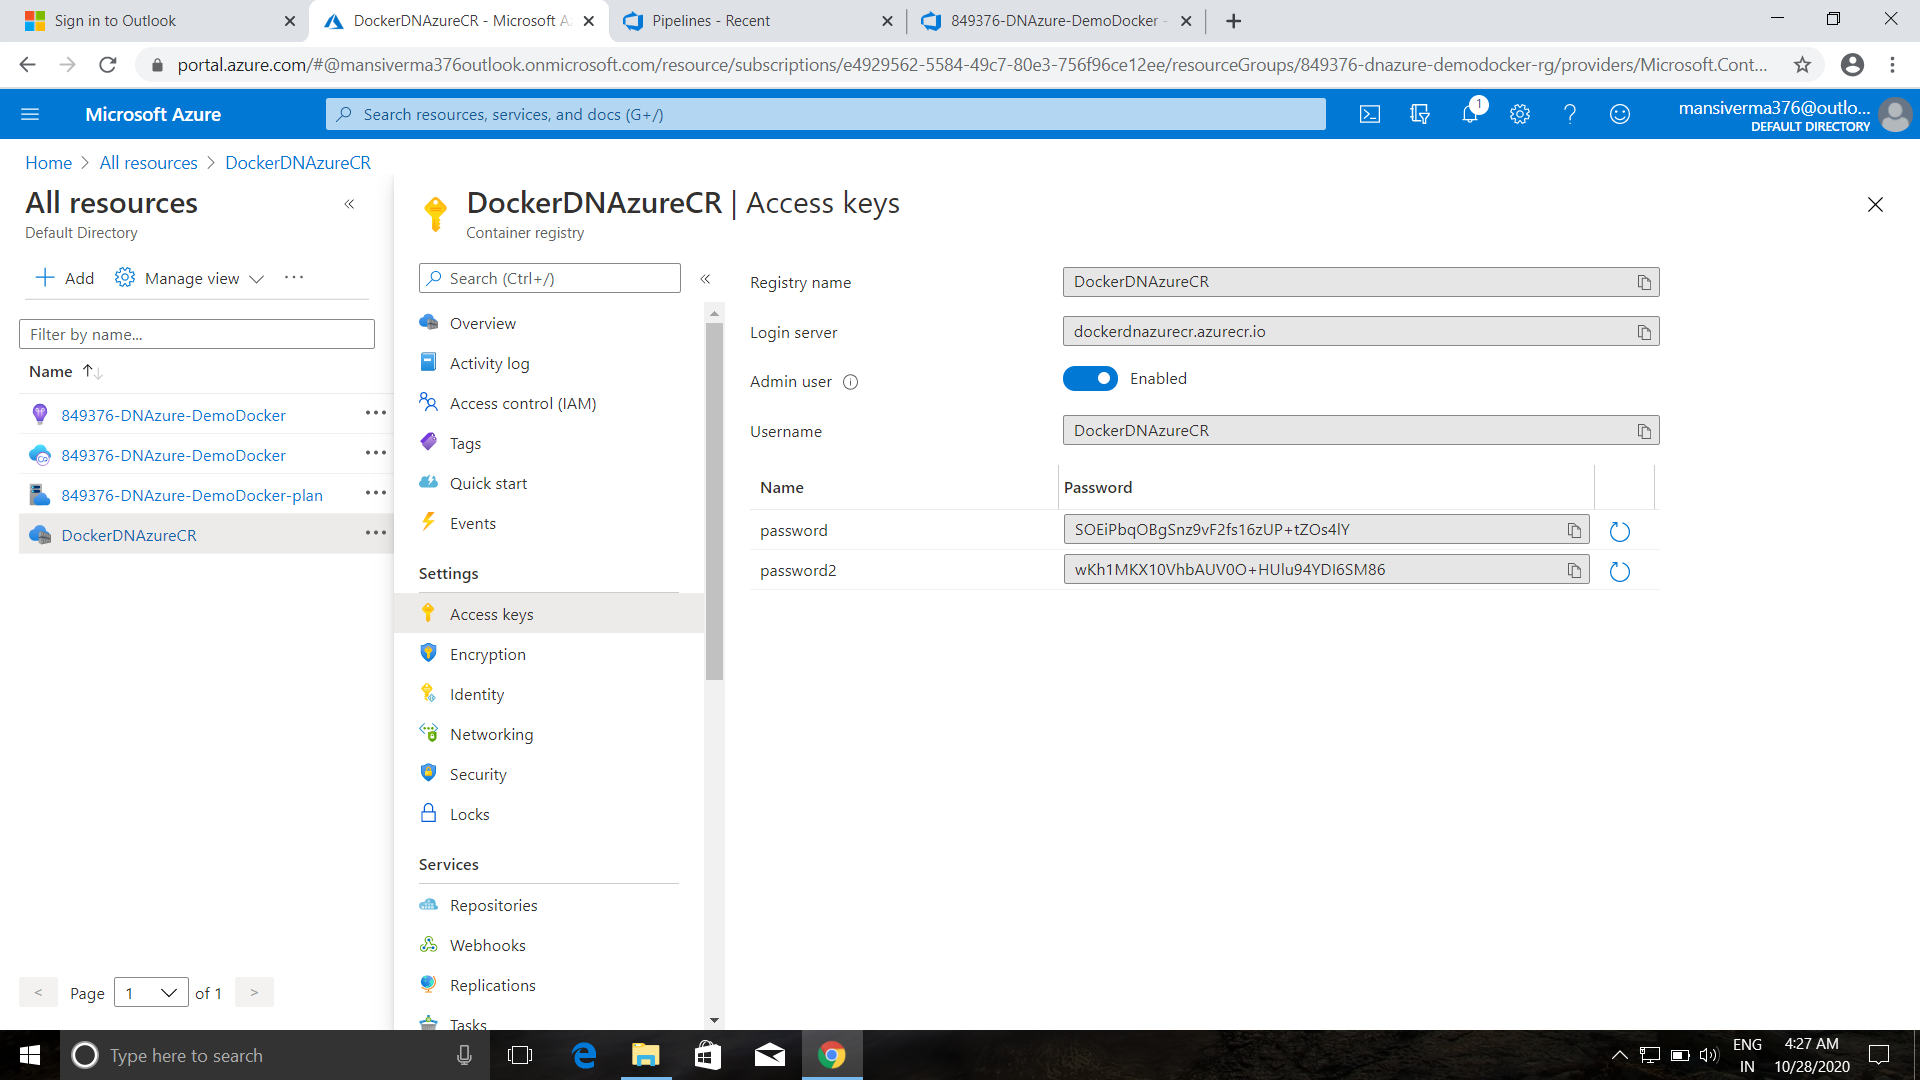 Sign in to Outlook
DockerDNAzureCR - Microsoft A
Pipelines - Recent
849376-DNAzure-DemoDocker -
portal.azure.com/#@mansiverma376outlook.onmicrosoft.com/resource/subscriptions/e4929562-5584-49c7-80e3-756f96ce12ee/resourceGroups/849376-dnazure-demodocker-rg/providers/Microsoft.Cont...
Microsoft Azure
Search resources, services, and docs (G+/)
1
mansiverma376@outlo...
DEFAULT DIRECTORY
Home > All resources > DockerDNAzureCR
All resources
Default Directory
Add
Manage view
Filter by name...
Name
849376-DNAzure-DemoDocker
849376-DNAzure-DemoDocker
849376-DNAzure-DemoDocker-plan
DockerDNAzureCR
< Page 1 of 1 >
DockerDNAzureCR | Access keys
Container registry
Search (Ctrl+/)
Overview
Activity log
Access control (IAM)
Tags
Quick start
Events
Settings
Access keys
Encryption
Identity
Networking
Security
Locks
Services
Repositories
Webhooks
Replications
Tasks
Registry name
DockerDNAzureCR
Login server
dockerdnazurecr.azurecr.io
Admin user
Enabled
Username
DockerDNAzureCR
Name Password
password SOEiPbqOBgSnz9vF2fs16zUP+tZOs4lY
password2 wKh1MKX10VhbAUV0O+HUlu94YDI6SM86
Type here to search
ENG
IN
4:27 AM
10/28/2020